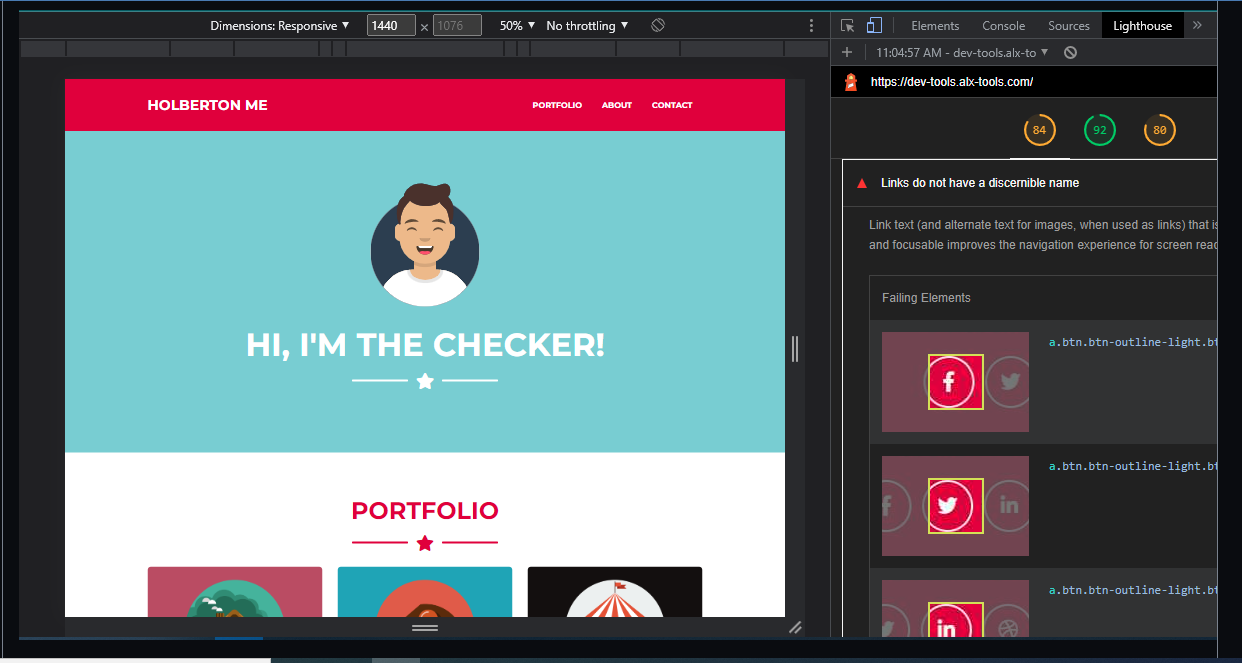 Dimensions: Responsive ▼ 1440 × 1076 50% ▼ No throttling ▼
Elements Console Sources Lighthouse »
+ 11:04:57 AM - dev-tools.alx-to ▼
https://dev-tools.alx-tools.com/
84 92 80
HOLBERTON ME
PORTFOLIO ABOUT CONTACT
HI, I'M THE CHECKER!
PORTFOLIO
Links do not have a discernible name
Link text (and alternate text for images, when used as links) that is
and focusable improves the navigation experience for screen read
Failing Elements
a.btn.btn-outline-light.bt
a.btn.btn-outline-light.bt
a.btn.btn-outline-light.bt